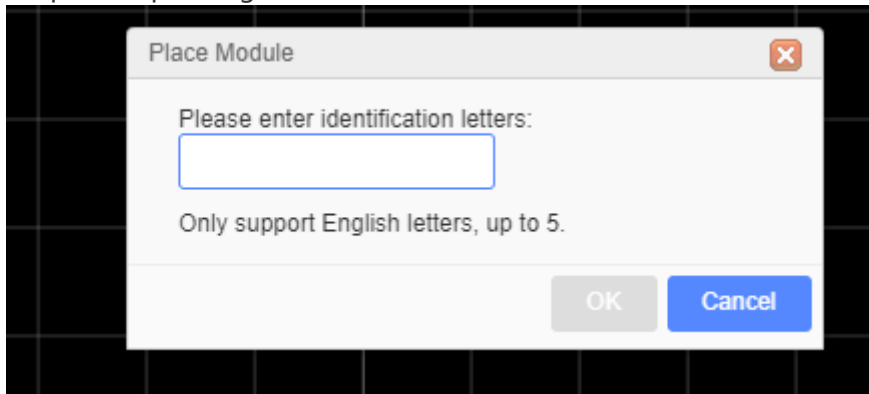 Place Module
Please enter identification letters:
Only support English letters, up to 5.
OK
Cancel